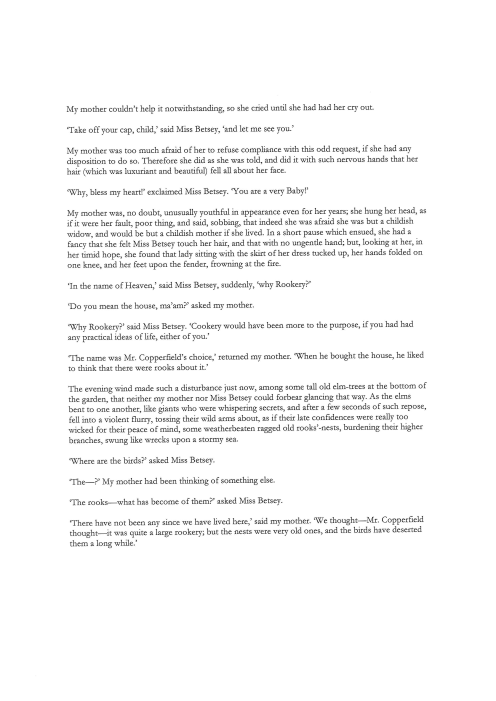 My mother couldn't help it notwithstanding, so she cried until she had had her cry out.
‘Take off your cap, child,’ said Miss Betsey, ‘and let me see you.’
My mother was too much afraid of her to refuse compliance with this odd request, if she had any
disposition to do so. Therefore she did as she was told, and did it with such nervous hands that her
hair (which was luxuriant and beautiful) fell all about her face.
‘Why, bless my heart!’ exclaimed Miss Betsey. ‘You are a very Baby!’
My mother was, no doubt, unusually youthful in appearance even for her years; she hung her head, as
if it were her fault, poor thing, and said, sobbing, that indeed she was afraid she was but a childish
widow, and would be but a childish mother if she lived. In a short pause which ensued, she had a
fancy that she felt Miss Betsey touch her hair, and that with no ungentle hand; but, looking at her, in
her timid hope, she found that lady sitting with the skirt of her dress tucked up, her hands folded on
one knee, and her feet upon the fender, frowning at the fire.
‘In the name of Heaven,’ said Miss Betsey, suddenly, ‘why Rookery?’
‘Do you mean the house, ma'am?’ asked my mother.
‘Why Rookery?’ said Miss Betsey. ‘Cookery would have been more to the purpose, if you had had
any practical ideas of life, either of you.’
‘The name was Mr. Copperfield's choice,’ returned my mother. ‘When he bought the house, he liked
to think that there were rooks about it.’
The evening wind made such a disturbance just now, among some tall old elm-trees at the bottom of
the garden, that neither my mother nor Miss Betsey could forbear glancing that way. As the elms
bent to one another, like giants who were whispering secrets, and after a few seconds of such repose,
fell into a violent flurry, tossing their wild arms about, as if their late confidences were really too
wicked for their peace of mind, some weatherbeaten ragged old rooks'-nests, burdening their higher
branches, swung like wrecks upon a stormy sea.
‘Where are the birds?’ asked Miss Betsey.
‘The—?’ My mother had been thinking of something else.
‘The rooks—what has become of them?’ asked Miss Betsey.
‘There have not been any since we have lived here,’ said my mother. ‘We thought—Mr. Copperfield
thought—it was quite a large rookery; but the nests were very old ones, and the birds have deserted
them a long while.’